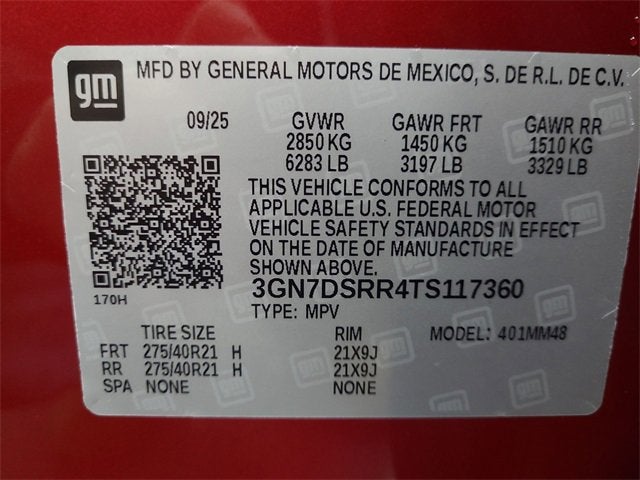 gm
MFD BY GENERAL MOTORS DE MEXICO, S. DE R.L. DE C.V.
09/25 GVWR GAWR FRT GAWR RR
2850 KG 1450 KG 1510 KG
6283 LB 3197 LB 3329 LB
THIS VEHICLE CONFORMS TO ALL
APPLICABLE U.S. FEDERAL MOTOR
VEHICLE SAFETY STANDARDS IN EFFECT
ON THE DATE OF MANUFACTURE
SHOWN ABOVE.
170H
3GN7DSRR4TS117360
TYPE: MPV
TIRE SIZE RIM MODEL: 401MM48
FRT 275/40R21 H 21X9J
RR 275/40R21 H 21X9J
SPA NONE NONE